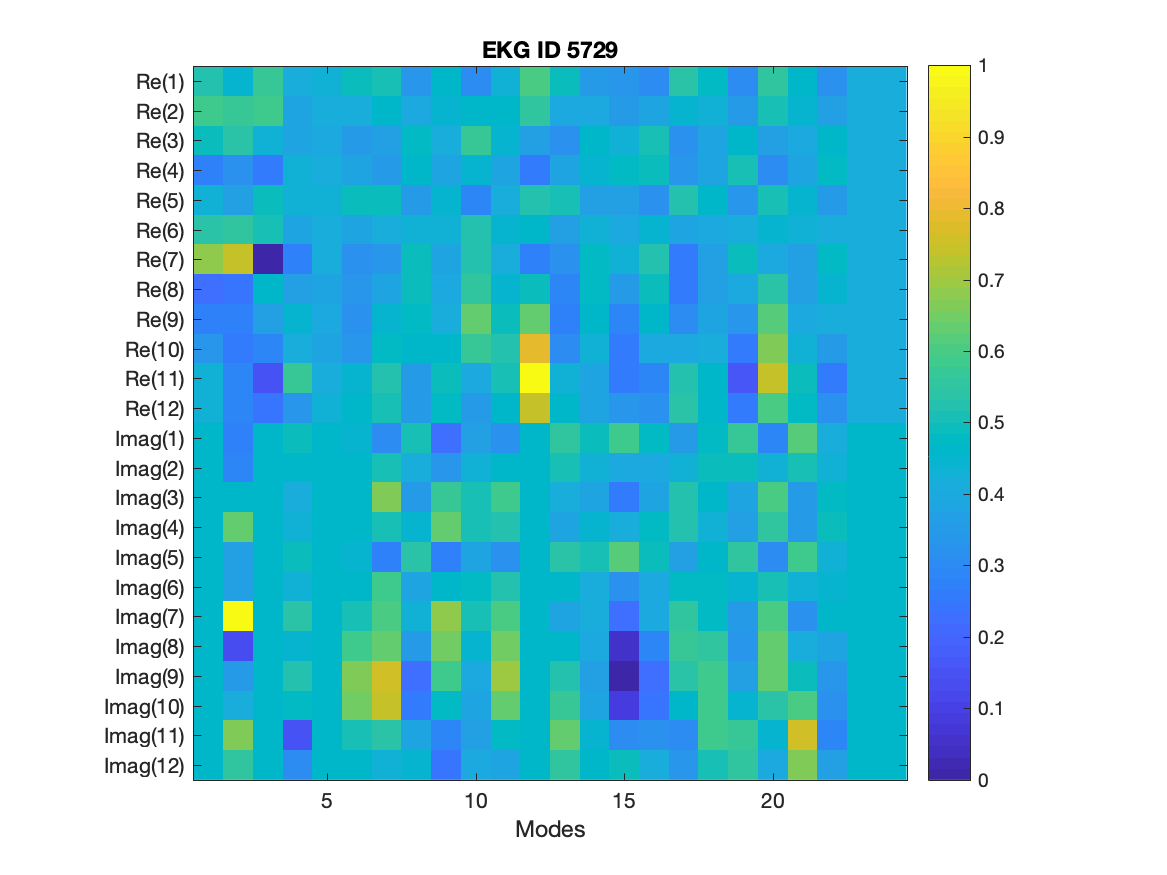 EKG ID 5729
Re(1)
Re(2)
Re(3)
Re(4)
Re(5)
Re(6)
Re(7)
Re(8)
Re(9)
Re(10)
Re(11)
Re(12)
Imag(1)
Imag(2)
Imag(3)
Imag(4)
Imag(5)
Imag(6)
Imag(7)
Imag(8)
Imag(9)
Imag(10)
Imag(11)
Imag(12)
5 10 15 20
Modes
1
0.9
0.8
0.7
0.6
0.5
0.4
0.3
0.2
0.1
0